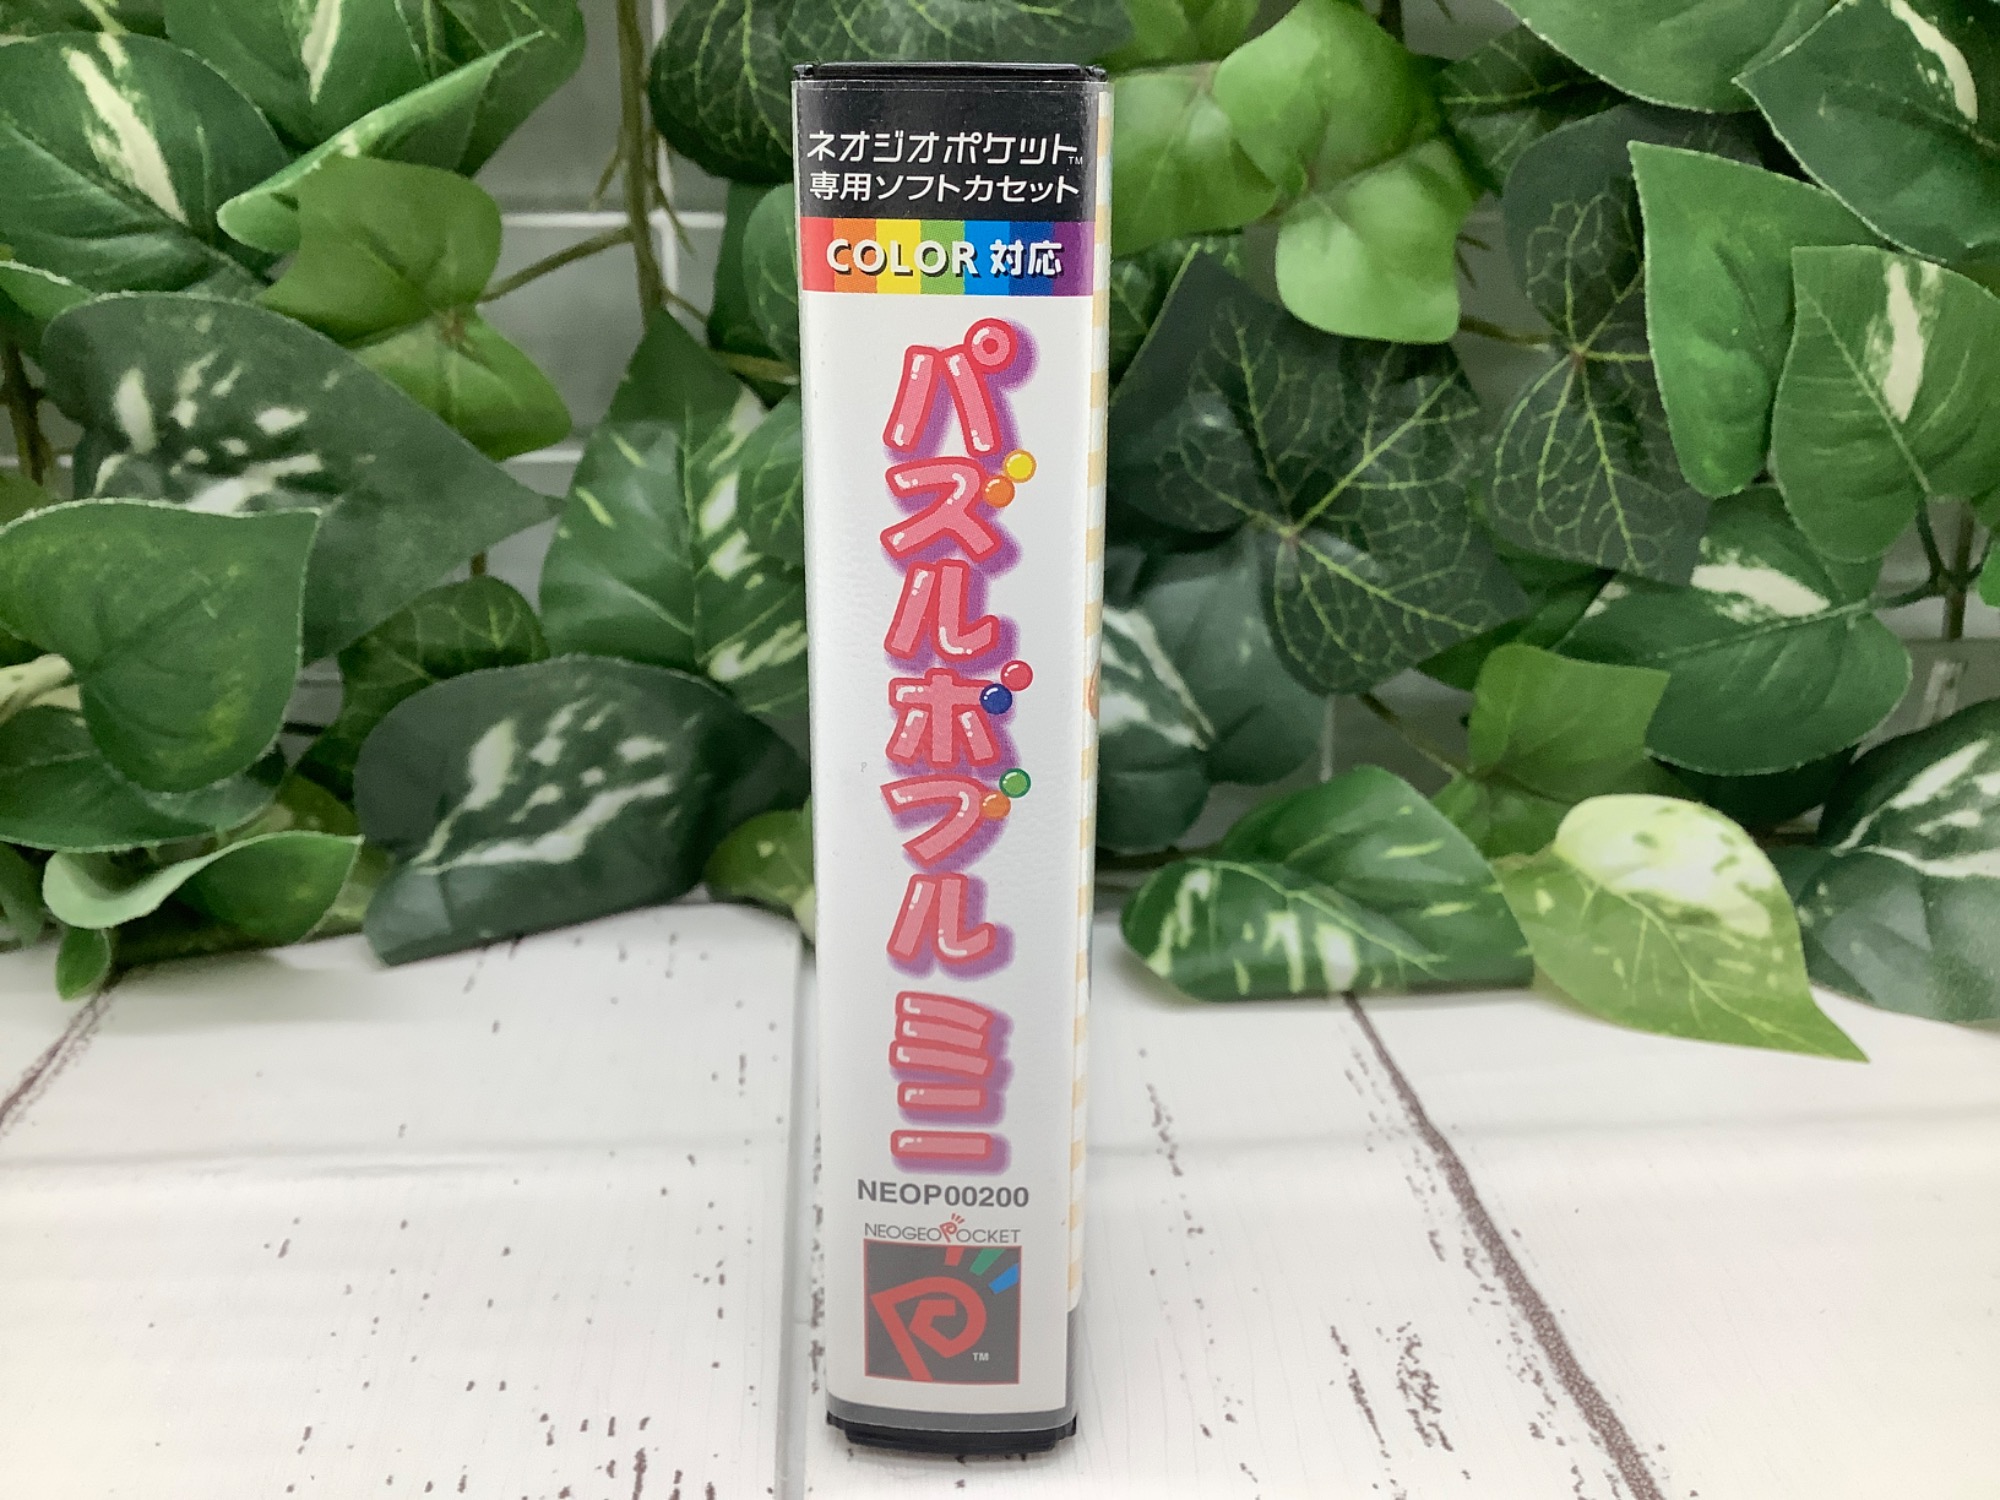 ネオジオポケット™
専用ソフトカセット
COLOR 対応
パズルボブル ミニ
NEOP00200
NEOGEO POCKET
TM